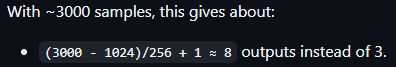 With ~3000 samples, this gives about:
• (3000 - 1024)/256 + 1 ≈ 8 outputs instead of 3.